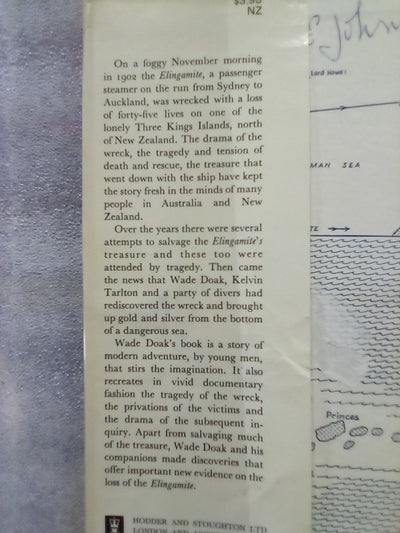 $3.95
NZ
On a foggy November morning
in 1902 the Elingamite, a passenger
steamer on the run from Sydney to
Auckland, was wrecked with a loss
of forty-five lives on one of the
lonely Three Kings Islands, north
of New Zealand. The drama of the
wreck, the tragedy and tension of
death and rescue, the treasure that
went down with the ship have kept
the story fresh in the minds of many
people in Australia and New
Zealand.
Over the years there were several
attempts to salvage the Elingamite's
treasure and these too were
attended by tragedy. Then came
the news that Wade Doak, Kelvin
Tarlton and a party of divers had
rediscovered the wreck and brought
up gold and silver from the bottom
of a dangerous sea.
Wade Doak's book is a story of
modern adventure, by young men,
that stirs the imagination. It also
recreates in vivid documentary
fashion the tragedy of the wreck,
the privations of the victims and
the drama of the subsequent in-
quiry. Apart from salvaging much
of the treasure, Wade Doak and his
companions made discoveries that
offer important new evidence on the
loss of the Elingamite.
HODDER AND STOUGHTON LTD
LONDON
John
Lord Howe I
MAN SEA
TE
Princes